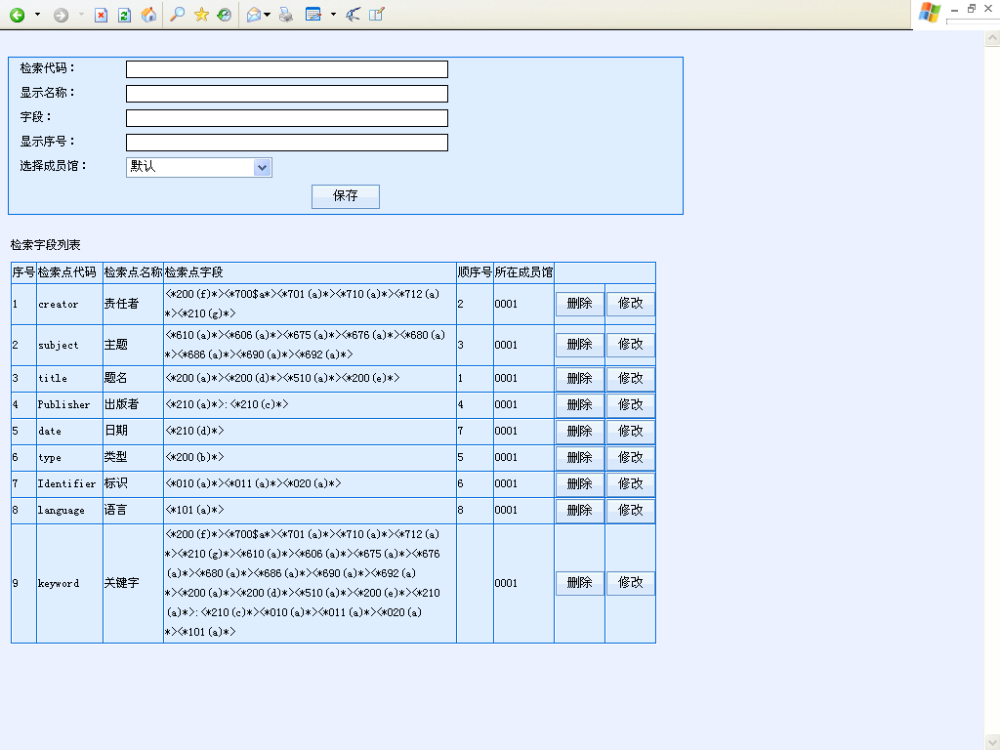 检索代码：
显示名称：
字段：
显示序号：
选择成员馆： 默认
保存
检索字段列表
序号 检索点代码 检索点名称 检索点字段 顺序号 所在成员馆
1 creator 责任者 <*200(f)*><*700$a*><*701(a)*><*710(a)*><*712(a)
*><*210(g)*> 2 0001 删除 修改
2 subject 主题 <*610(a)*><*606(a)*><*675(a)*><*676(a)*><*680(a)
*><*686(a)*><*690(a)*><*692(a)*> 3 0001 删除 修改
3 title 题名 <*200(a)*><*200(d)*><*510(a)*><*200(e)*> 1 0001 删除 修改
4 Publisher 出版者 <*210(a)*>:<*210(c)*> 4 0001 删除 修改
5 date 日期 <*210(d)*> 7 0001 删除 修改
6 type 类型 <*200(b)*> 5 0001 删除 修改
7 Identifier 标识 <*010(a)*><*011(a)*><*020(a)*> 6 0001 删除 修改
8 language 语言 <*101(a)*> 8 0001 删除 修改
9 keyword 关键字 <*200(f)*><*700$a*><*701(a)*><*710(a)*><*712(a)
*><*210(g)*><*610(a)*><*606(a)*><*675(a)*><*676
(a)*><*680(a)*><*686(a)*><*690(a)*><*692(a)
*><*200(a)*><*200(d)*><*510(a)*><*200(e)*><*210
(a)*>:<*210(c)*><*010(a)*><*011(a)*><*020(a)
*><*101(a)*> 0001 删除 修改